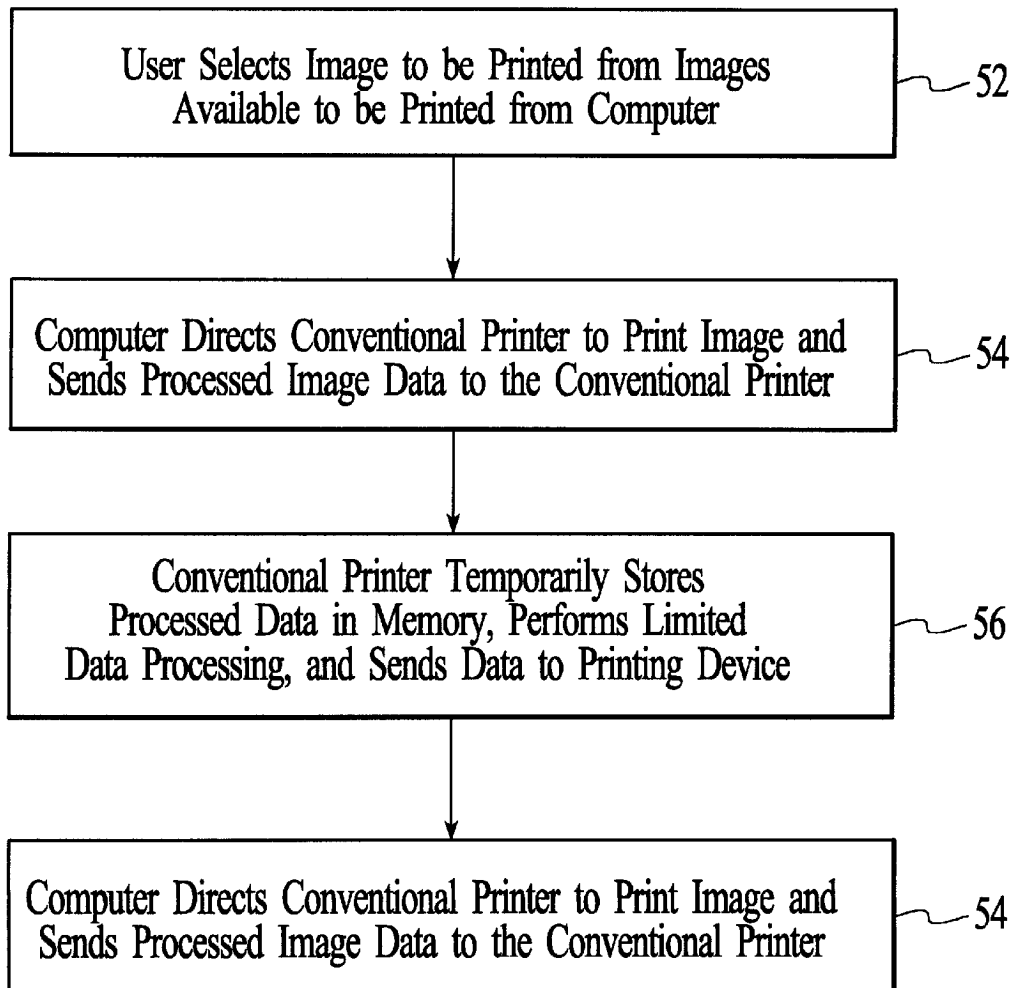 User Selects Image to be Printed from Images
Available to be Printed from Computer
52
Computer Directs Conventional Printer to Print Image and
Sends Processed Image Data to the Conventional Printer
54
Conventional Printer Temporarily Stores
Processed Data in Memory, Performs Limited
Data Processing, and Sends Data to Printing Device
56
Computer Directs Conventional Printer to Print Image and
Sends Processed Image Data to the Conventional Printer
54